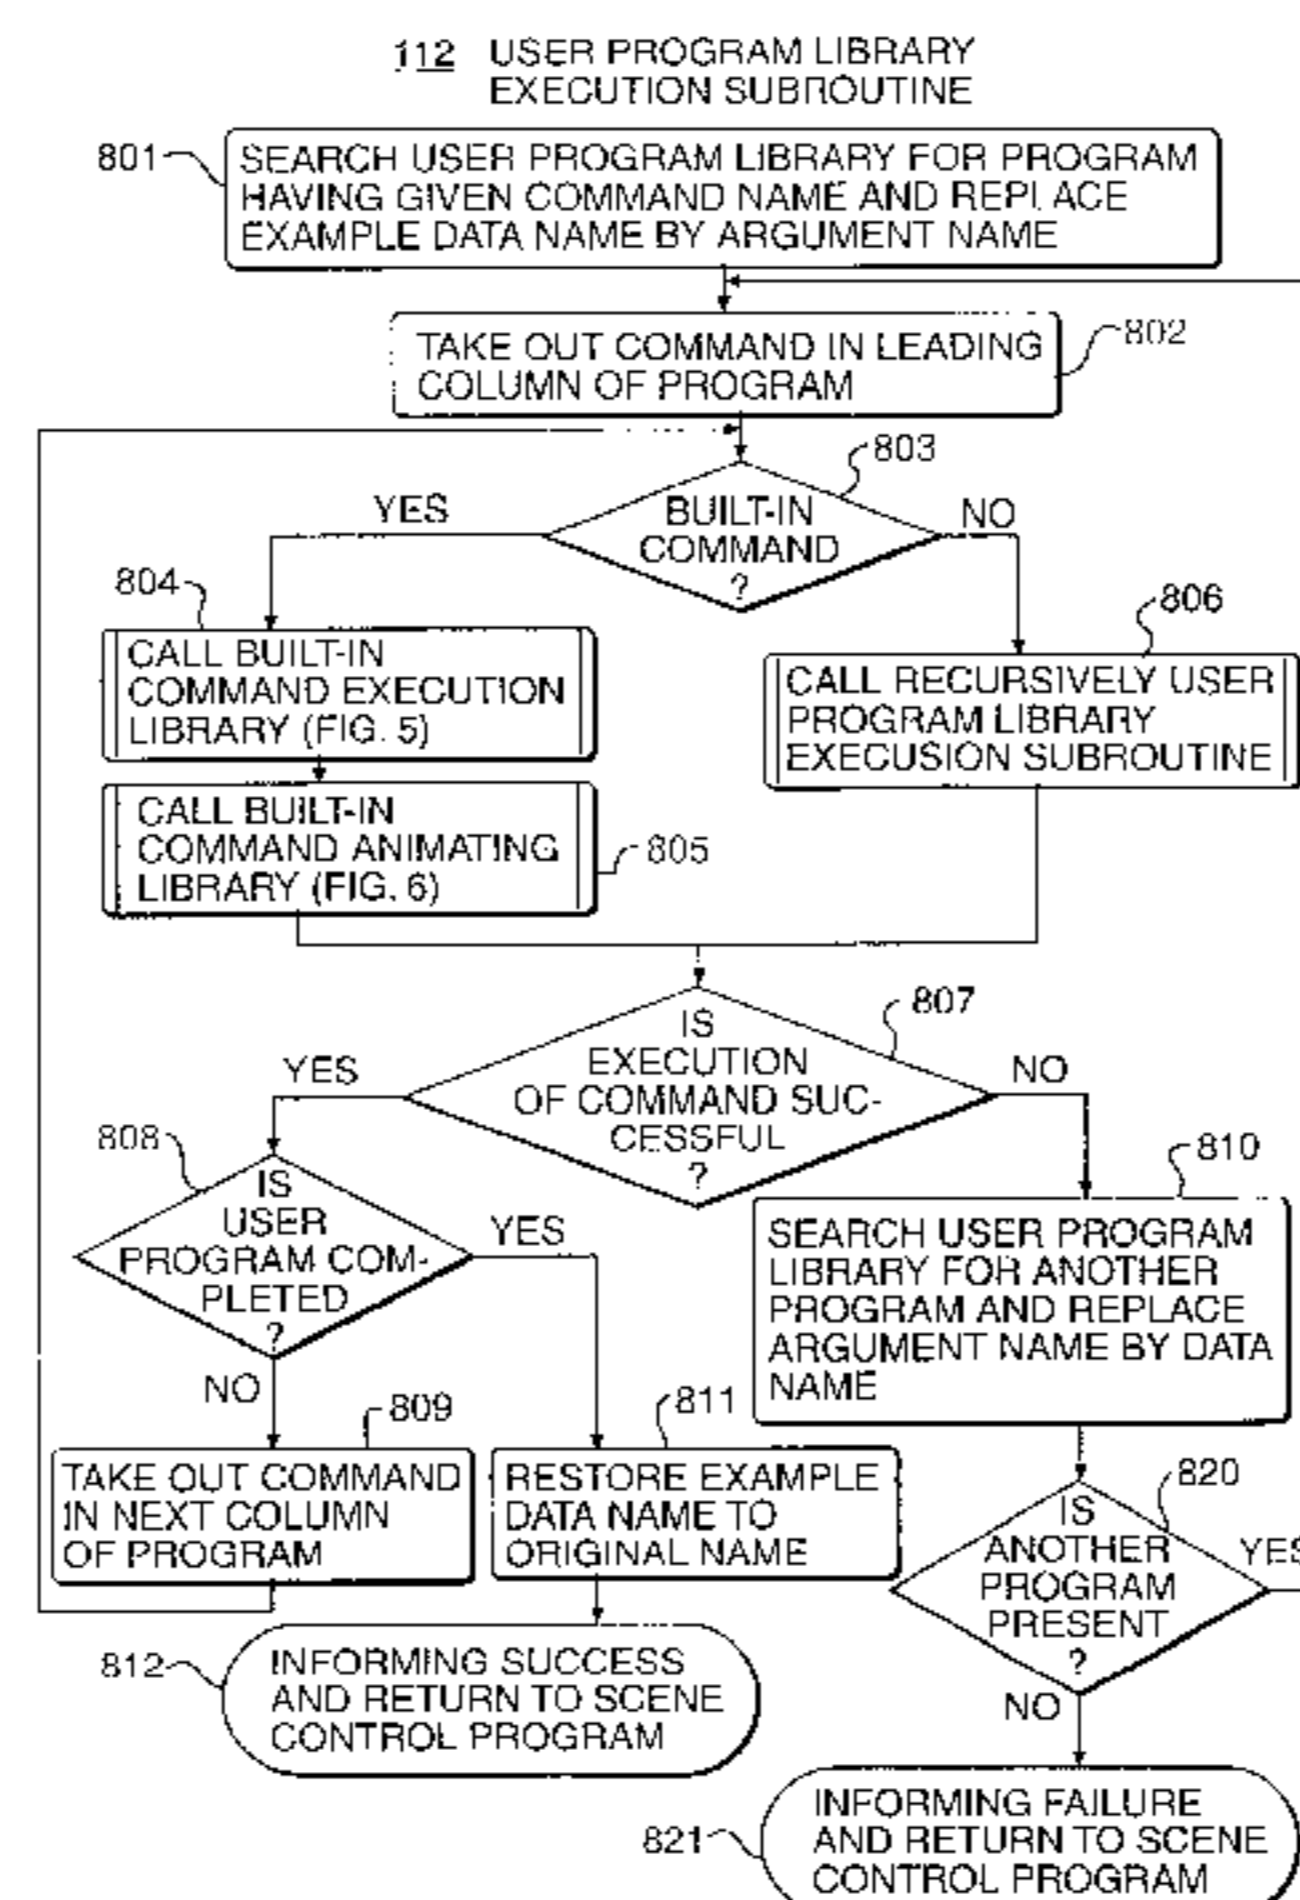 112 USER PROGRAM LIBRARY
EXECUTION SUBROUTINE
801
SEARCH USER PROGRAM LIBRARY FOR PROGRAM
HAVING GIVEN COMMAND NAME AND REPLACE
EXAMPLE DATA NAME BY ARGUMENT NAME
802
TAKE OUT COMMAND IN LEADING
COLUMN OF PROGRAM
803
YES
BUILT-IN
COMMAND
?
NO
804
CALL BUILT-IN
COMMAND EXECUTION
LIBRARY (FIG. 5)
806
CALL RECURSIVELY USER
PROGRAM LIBRARY
EXECUSION SUBROUTINE
CALL BUILT-IN
COMMAND ANIMATING
LIBRARY (FIG. 6)
805
807
YES
IS
EXECUTION
OF COMMAND SUC-
CESSFUL
?
NO
808
IS
USER
PROGRAM COM-
PLETED
?
YES
NO
810
SEARCH USER PROGRAM
LIBRARY FOR ANOTHER
PROGRAM AND REPLACE
ARGUMENT NAME BY DATA
NAME
809
TAKE OUT COMMAND
IN NEXT COLUMN
OF PROGRAM
811
RESTORE EXAMPLE
DATA NAME TO
ORIGINAL NAME
820
IS
ANOTHER
PROGRAM
PRESENT
?
YES
NO
812
INFORMING SUCCESS
AND RETURN TO SCENE
CONTROL PROGRAM
821
INFORMING FAILURE
AND RETURN TO SCENE
CONTROL PROGRAM